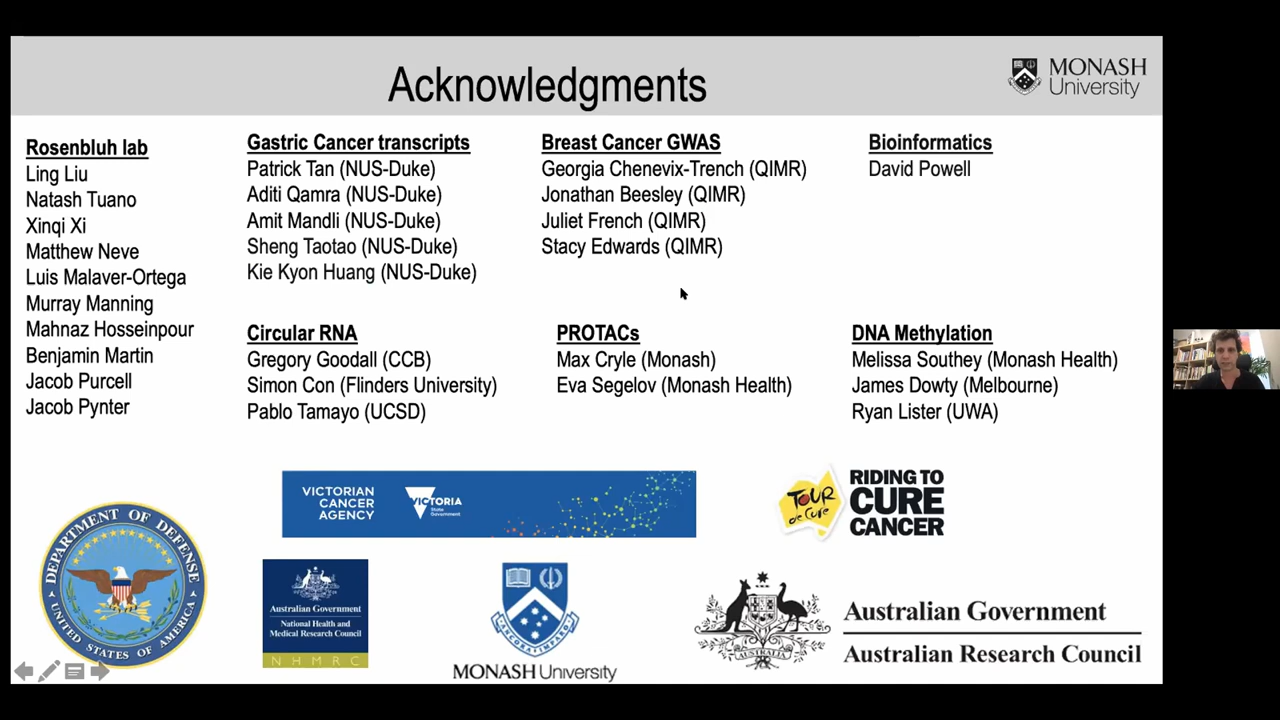 Acknowledgments
MONASH
University
Rosenbluh lab
Ling Liu
Natash Tuano
Xinqi Xi
Matthew Neve
Luis Malaver-Ortega
Murray Manning
Mahnaz Hosseinpour
Benjamin Martin
Jacob Purcell
Jacob Pynter
Gastric Cancer transcripts
Patrick Tan (NUS-Duke)
Aditi Qamra (NUS-Duke)
Amit Mandli (NUS-Duke)
Sheng Taotao (NUS-Duke)
Kie Kyon Huang (NUS-Duke)
Breast Cancer GWAS
Georgia Chenevix-Trench (QIMR)
Jonathan Beesley (QIMR)
Juliet French (QIMR)
Stacy Edwards (QIMR)
Bioinformatics
David Powell
Circular RNA
Gregory Goodall (CCB)
Simon Con (Flinders University)
Pablo Tamayo (UCSD)
PROTACs
Max Cryle (Monash)
Eva Segelov (Monash Health)
DNA Methylation
Melissa Southey (Monash Health)
James Dowty (Melbourne)
Ryan Lister (UWA)
VICTORIAN
CANCER
AGENCY
VICTORIA
State
Government
TOUR
de Cure
RIDING TO
CURE
CANCER
DEPARTMENT OF DEFENSE
UNITED STATES OF AMERICA
Australian Government
National Health and
Medical Research Council
NHMRC
ANCORA IMPARO
MONASH University
AUSTRALIA
Australian Government
Australian Research Council